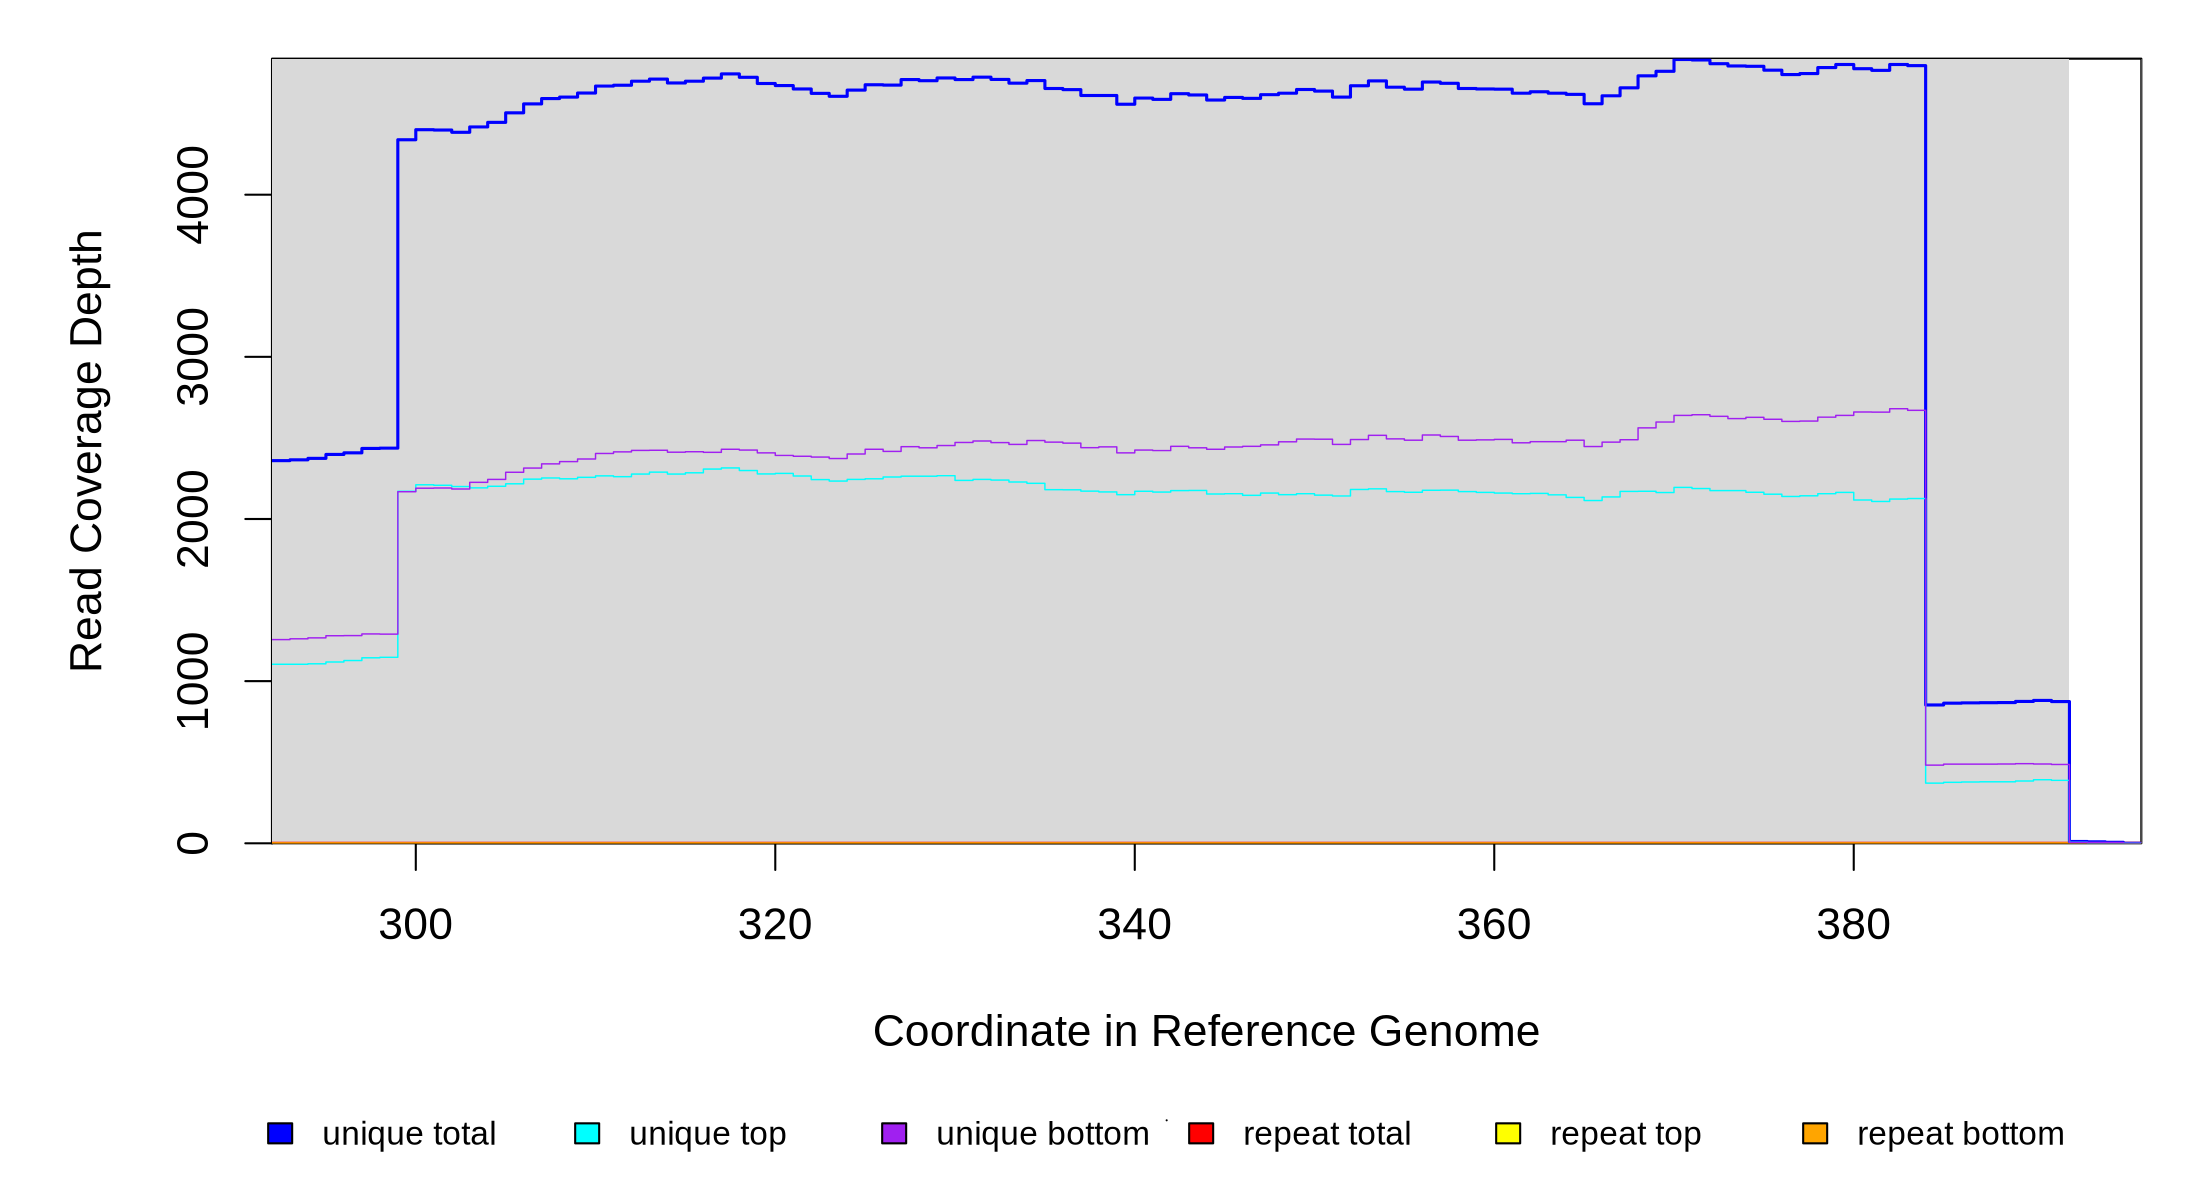 Read Coverage Depth
4000
3000
2000
1000
0
300 320 340 360 380
Coordinate in Reference Genome
unique total unique top unique bottom repeat total repeat top repeat bottom